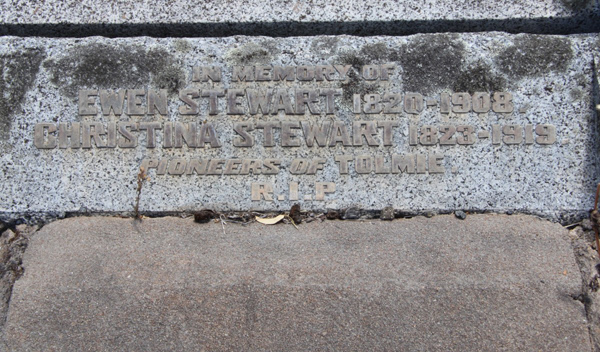 IN MEMORY OF
EWEN STEWART 1820-1908
CHRISTINA STEWART 1823-1919
PIONEERS OF TOLMIE
R.I.P.